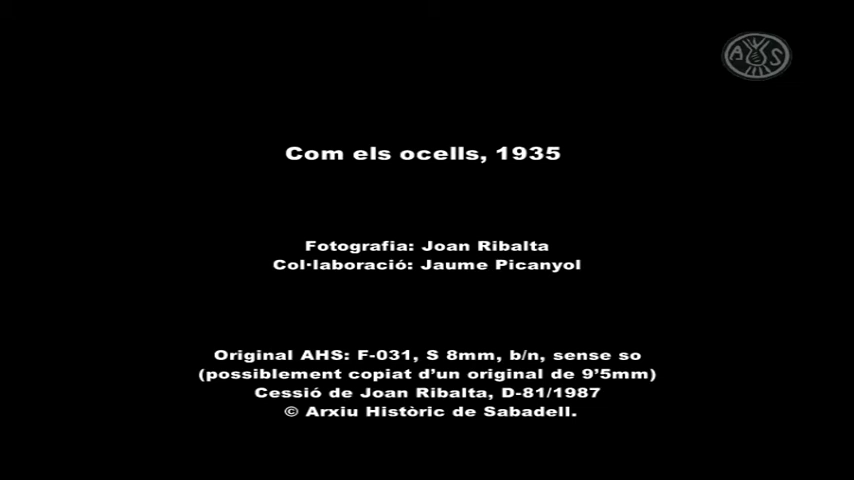 A S
Com els ocells, 1935
Fotografia: Joan Ribalta
Col·laboració: Jaume Picanyol
Original AHS: F-031, S 8mm, b/n, sense so
(possiblement copiat d'un original de 9'5mm)
Cessió de Joan Ribalta, D-81/1987
© Arxiu Històric de Sabadell.